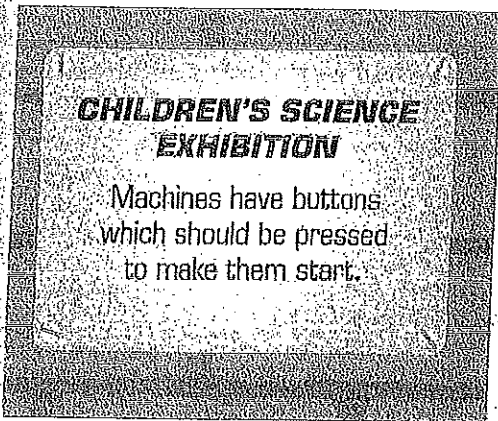 CHILDREN'S SCIENCE
EXHIBITION
Machines have buttons
which should be pressed
to make them start.